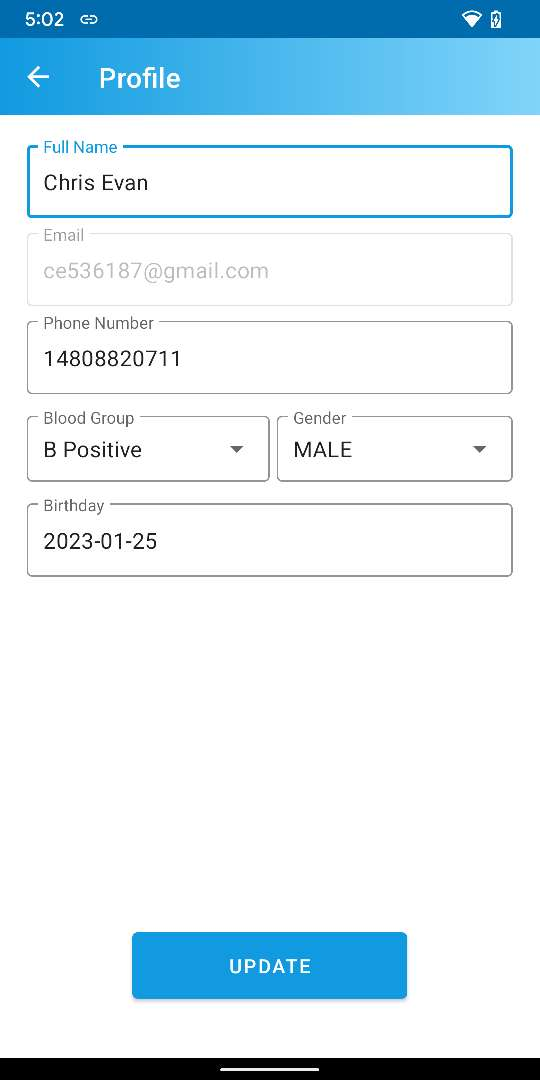 5:02
Profile
Full Name
Chris Evan
Email
ce536187@gmail.com
Phone Number
14808820711
Blood Group
B Positive
Gender
MALE
Birthday
2023-01-25
UPDATE